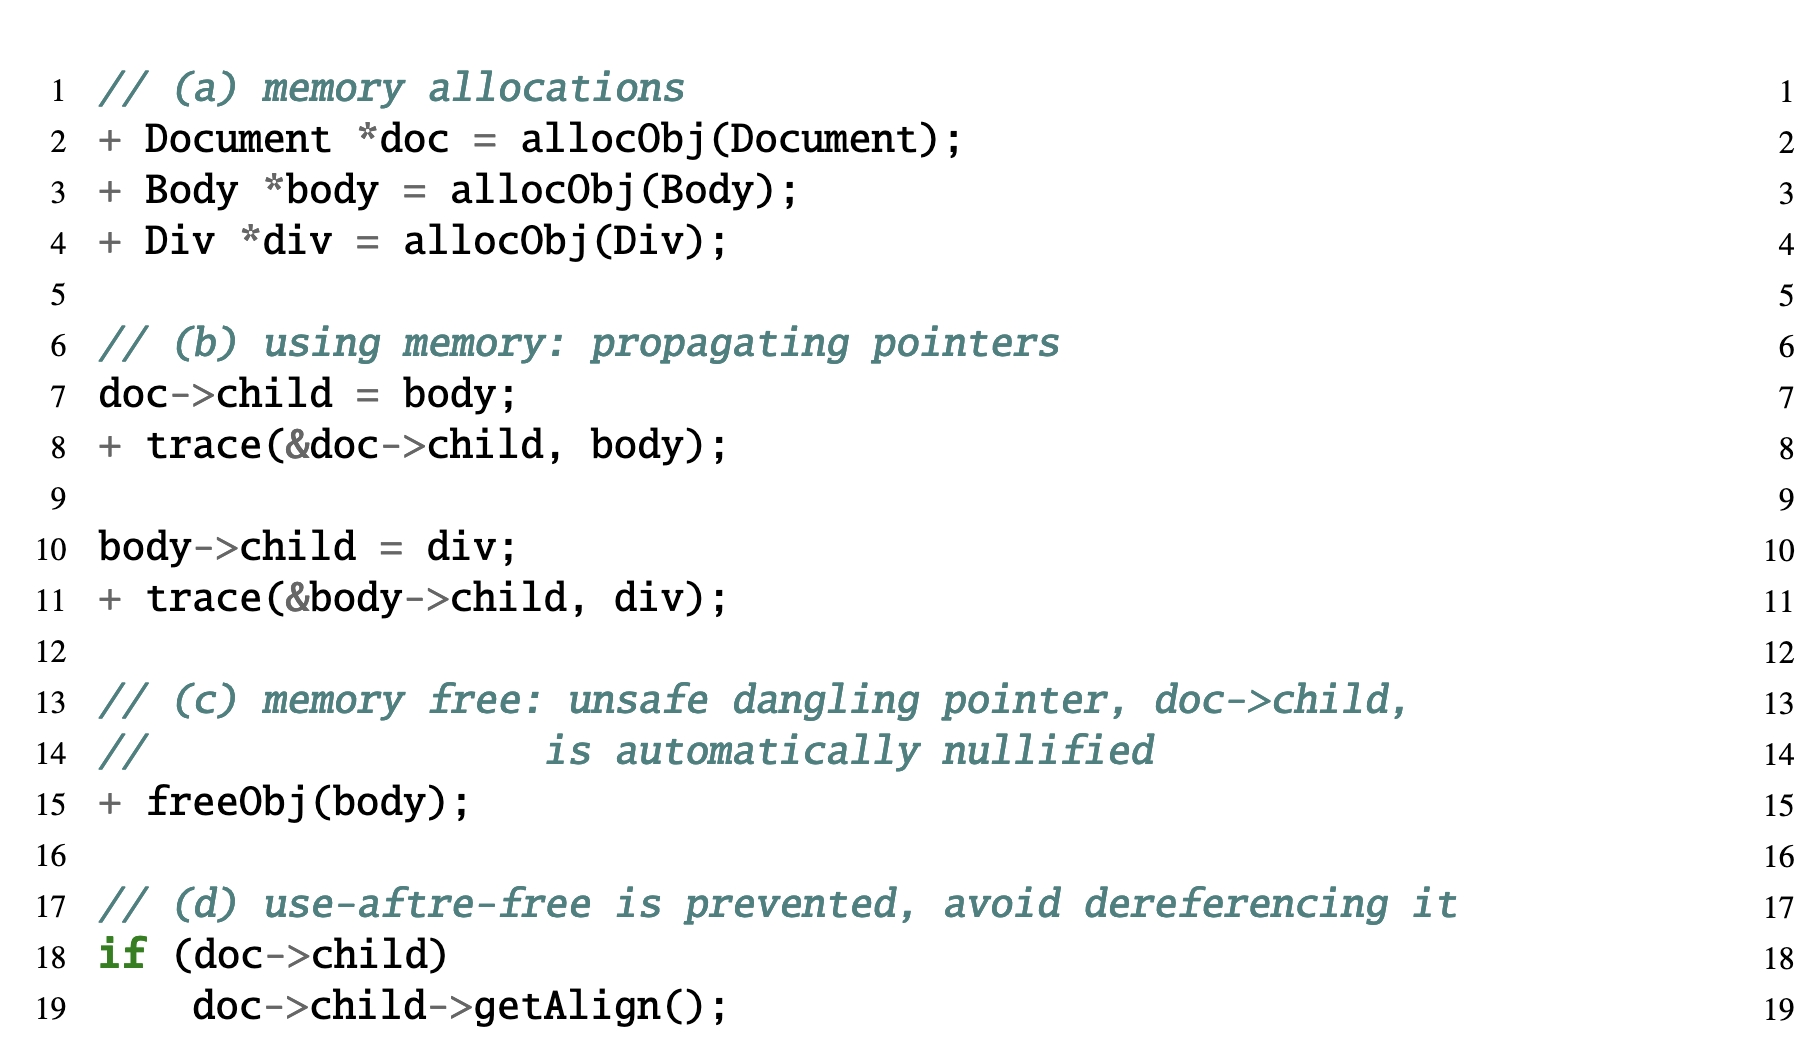 1 // (a) memory allocations 1
2 + Document *doc = allocObj(Document); 2
3 + Body *body = allocObj(Body); 3
4 + Div *div = allocObj(Div); 4
5 5
6 // (b) using memory: propagating pointers 6
7 doc->child = body; 7
8 + trace(&doc->child, body); 8
9 9
10 body->child = div; 10
11 + trace(&body->child, div); 11
12 12
13 // (c) memory free: unsafe dangling pointer, doc->child, 13
14 // is automatically nullified 14
15 + freeObj(body); 15
16 16
17 // (d) use-aftre-free is prevented, avoid dereferencing it 17
18 if (doc->child) 18
19 doc->child->getAlign(); 19